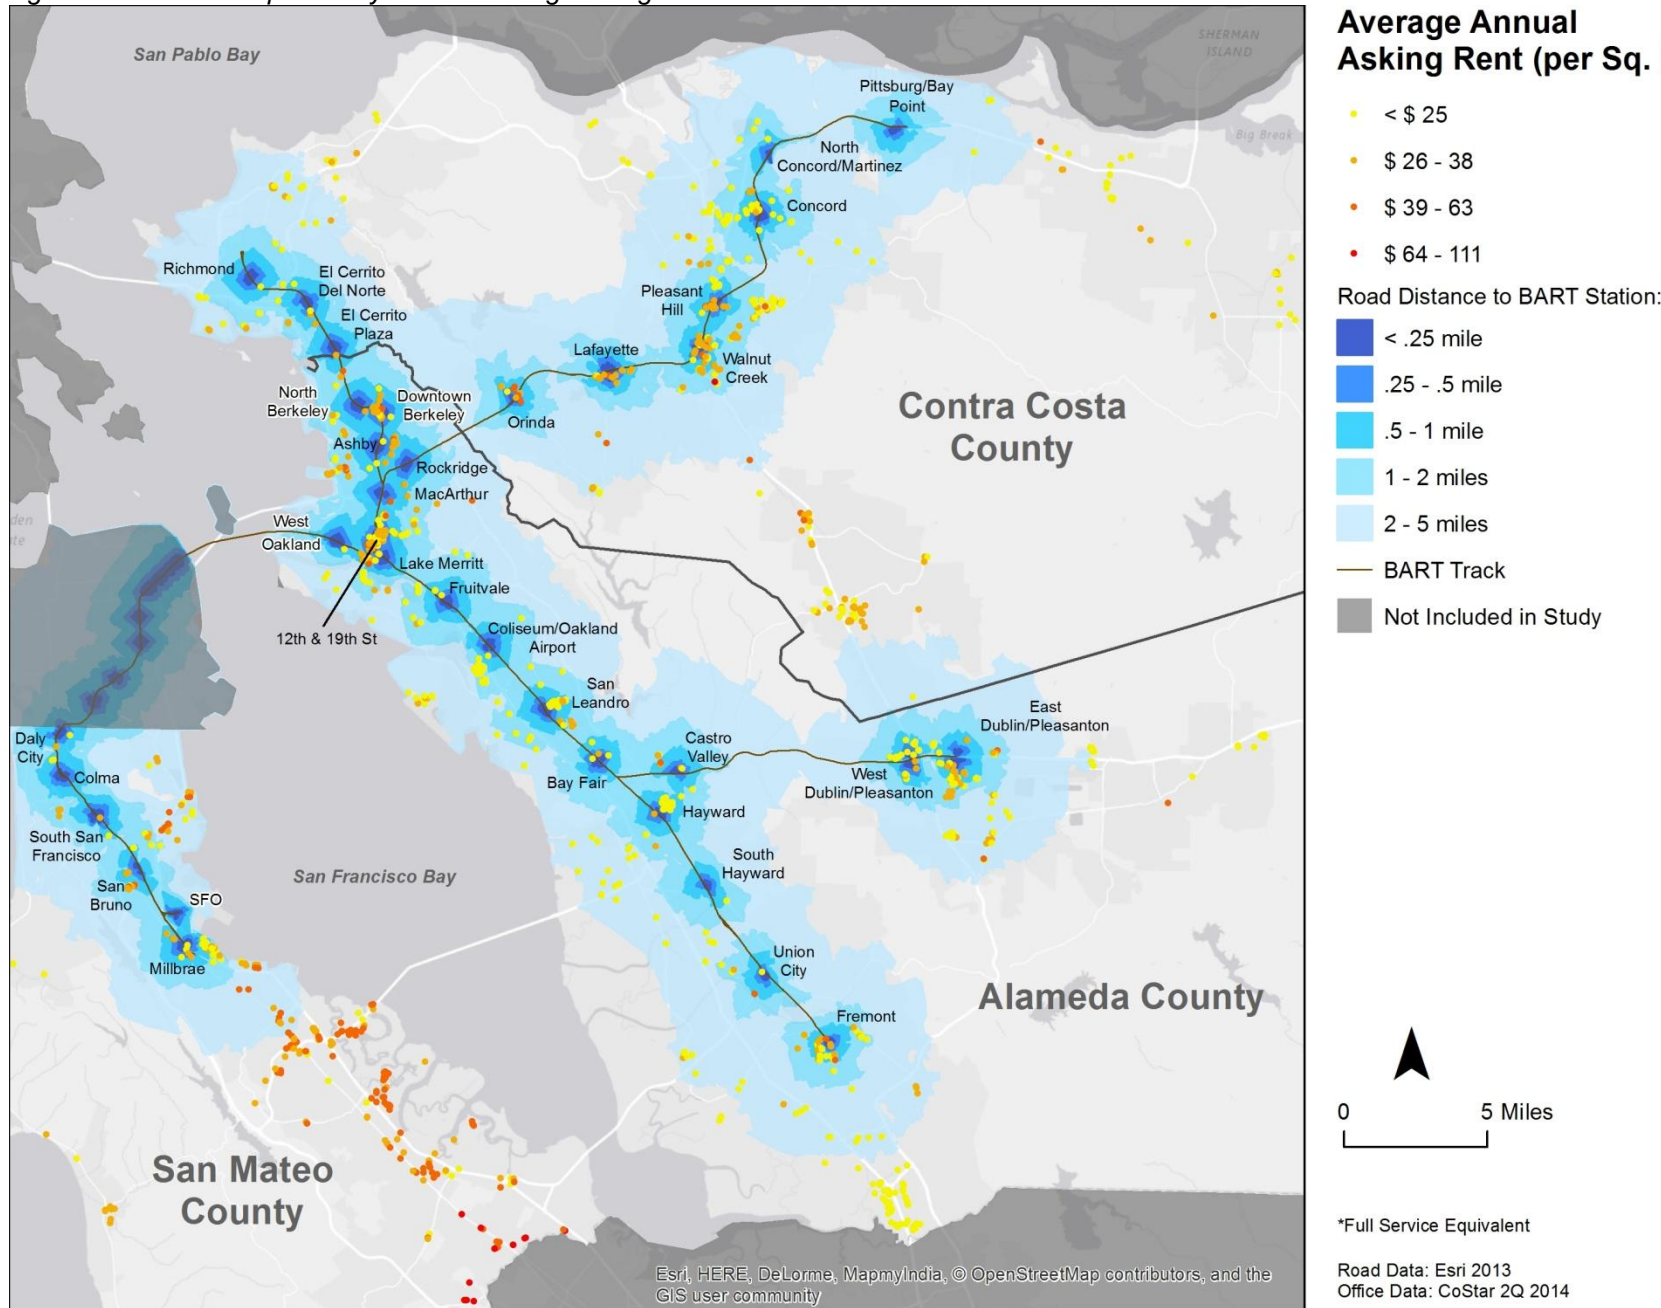 San Pablo Bay
SHERMAN
ISLAND
Pittsburg/Bay
Point
Big Break
North
Concord/Martinez
Concord
Richmond
El Cerrito
Del Norte
El Cerrito
Plaza
Pleasant
Hill
Lafayette
Walnut
Creek
North
Berkeley
Downtown
Berkeley
Orinda
Contra Costa
County
Ashby
Rockridge
MacArthur
West
Oakland
Lake Merritt
Fruitvale
12th & 19th St
Coliseum/Oakland
Airport
San
Leandro
East
Dublin/Pleasanton
Daly
City
Castro
Valley
Colma
Bay Fair
West
Dublin/Pleasanton
Hayward
South San
Francisco
South
Hayward
San Francisco Bay
San
Bruno
SFO
Millbrae
Union
City
Alameda County
Fremont
San Mateo
County
Esri, HERE, DeLorme, MapmyIndia, © OpenStreetMap contributors, and the
GIS user community
Average Annual
Asking Rent (per Sq.
< $ 25
$ 26 - 38
$ 39 - 63
$ 64 - 111
Road Distance to BART Station:
< .25 mile
.25 - .5 mile
.5 - 1 mile
1 - 2 miles
2 - 5 miles
BART Track
Not Included in Study
0 5 Miles
*Full Service Equivalent
Road Data: Esri 2013
Office Data: CoStar 2Q 2014